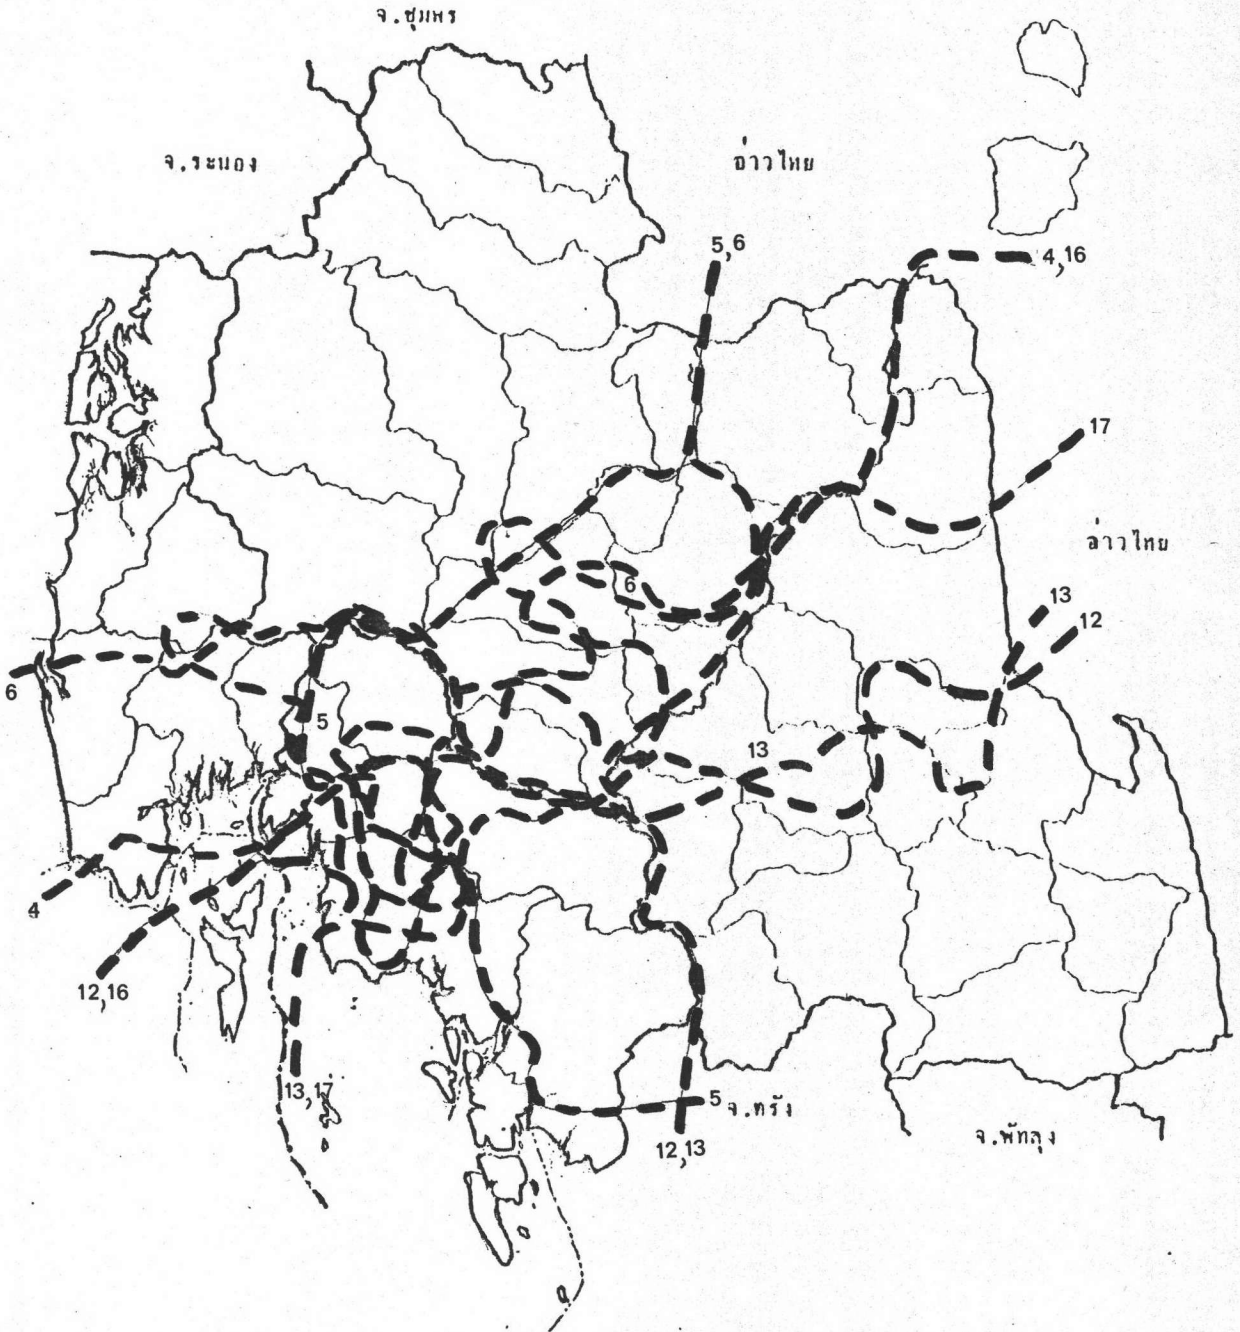 จ.ชุมพร
จ.ระนอง
อ่าวไทย
5,6
4,16
17
อ่าวไทย
6
13
12
6
5
13
4
12,16
13,17
5
จ.ตรัง
จ.พัทลุง
12,13